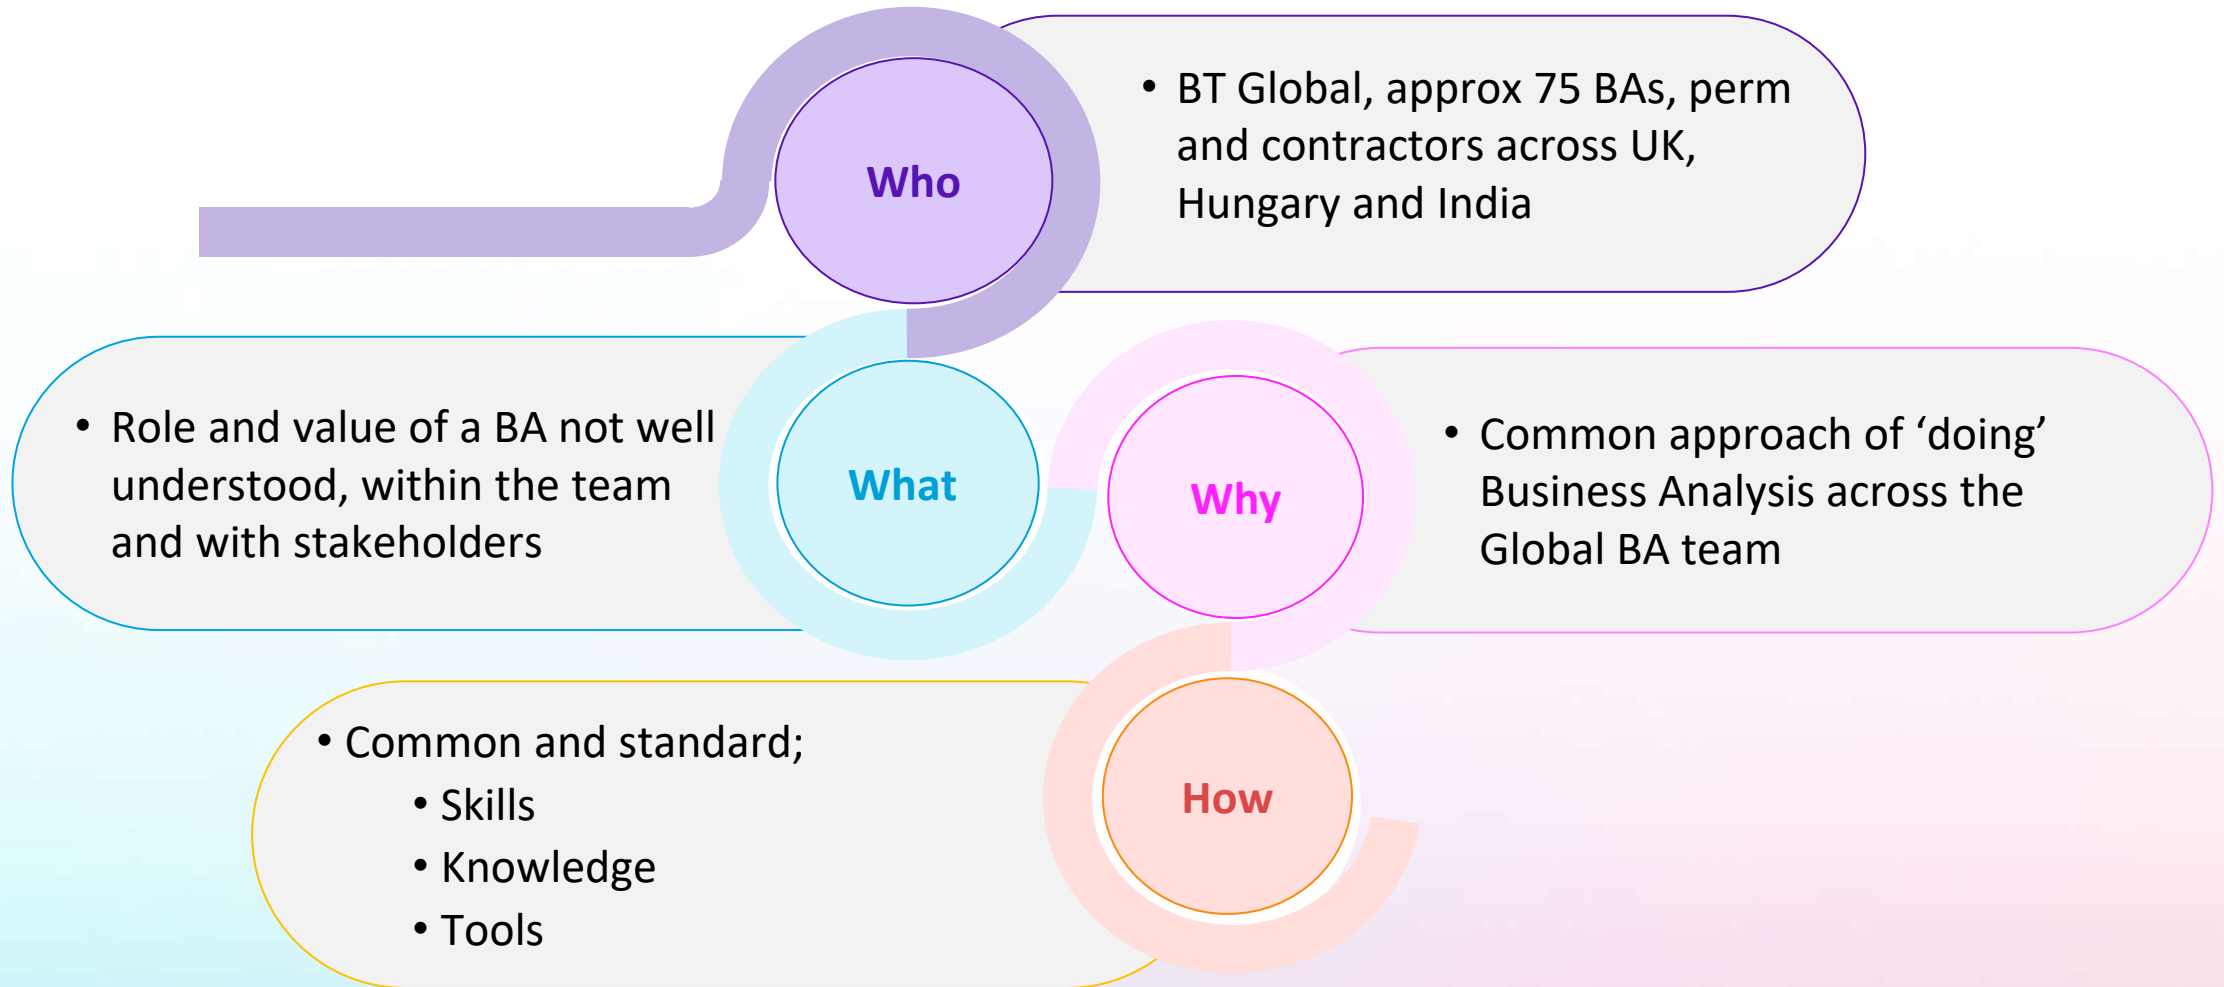 Who
• BT Global, approx 75 BAs, perm
and contractors across UK,
Hungary and India
What
• Role and value of a BA not well
understood, within the team
and with stakeholders
Why
• Common approach of ‘doing’
Business Analysis across the
Global BA team
How
• Common and standard;
• Skills
• Knowledge
• Tools